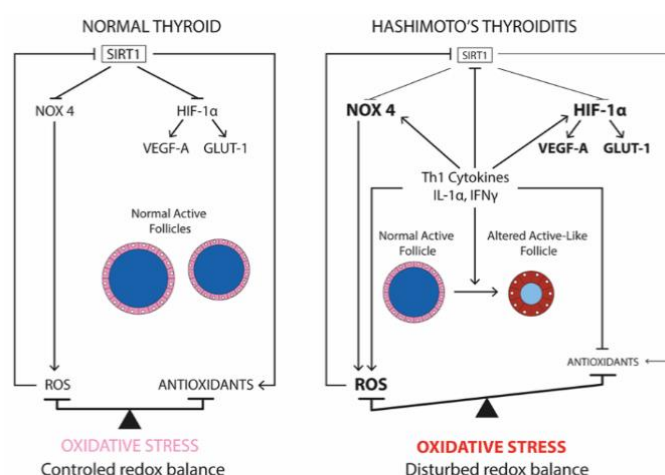 NORMAL THYROID
SIRT1
NOX 4
HIF-1α
VEGF-A GLUT-1
Normal Active
Follicles
ROS
ANTIOXIDANTS
OXIDATIVE STRESS
Controled redox balance
HASHIMOTO'S THYROIDITIS
SIRT1
NOX 4
HIF-1α
VEGF-A GLUT-1
Th1 Cytokines
IL-1α, IFNγ
Normal Active
Follicle
Altered Active-Like
Follicle
ANTIOXIDANTS
ROS
OXIDATIVE STRESS
Disturbed redox balance